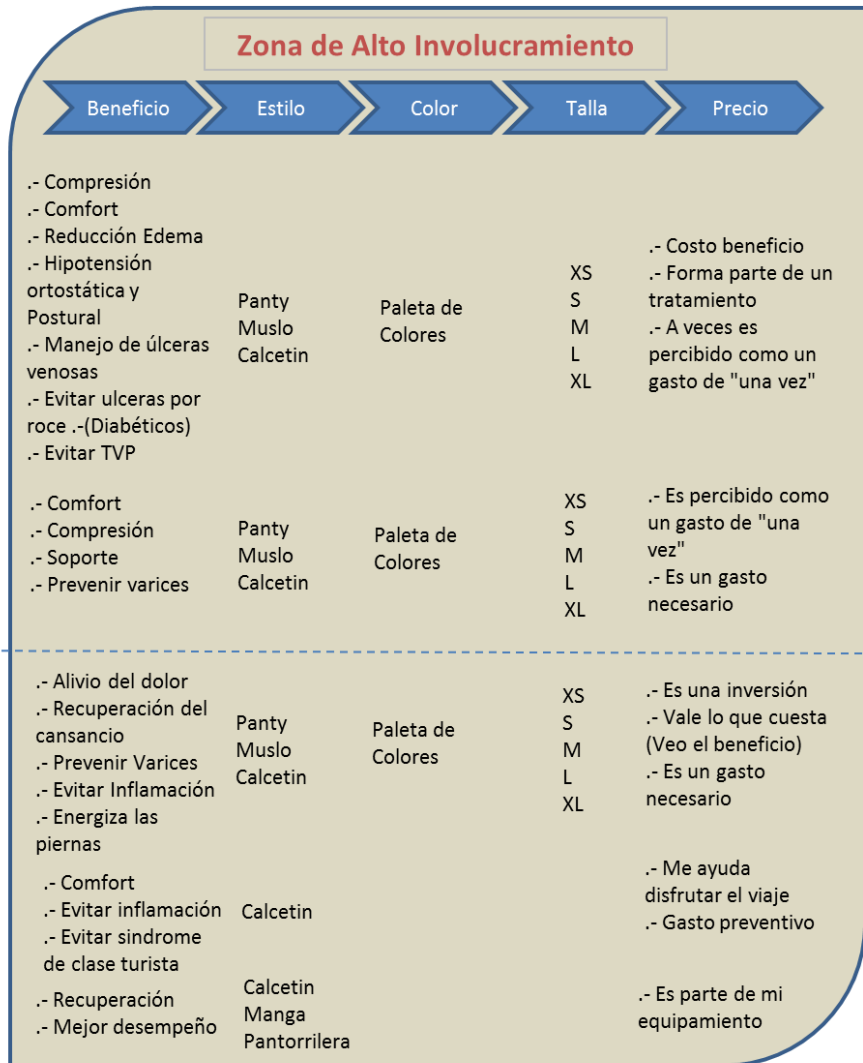 Zona de Alto Involucramiento
Beneficio
Estilo
Color
Talla
Precio
.- Compresión
.- Comfort
.- Reducción Edema
.- Hipotensión
ortostática y
Postural
.- Manejo de úlceras
venosas
.- Evitar ulceras por
roce .-(Diabéticos)
.- Evitar TVP
Panty
Muslo
Calcetin
Paleta de
Colores
XS
S
M
L
XL
.- Costo beneficio
.- Forma parte de un
tratamiento
.- A veces es
percibido como un
gasto de "una vez"
.- Comfort
.- Compresión
.- Soporte
.- Prevenir varices
Panty
Muslo
Calcetin
Paleta de
Colores
XS
S
M
L
XL
.- Es percibido como
un gasto de "una
vez"
.- Es un gasto
necesario
.- Alivio del dolor
.- Recuperación del
cansancio
.- Prevenir Varices
.- Evitar Inflamación
.- Energiza las
piernas
Panty
Muslo
Calcetin
Paleta de
Colores
XS
S
M
L
XL
.- Es una inversión
.- Vale lo que cuesta
(Veo el beneficio)
.- Es un gasto
necesario
.- Comfort
.- Evitar inflamación
.- Evitar sindrome
de clase turista
Calcetin
.- Me ayuda
disfrutar el viaje
.- Gasto preventivo
.- Recuperación
.- Mejor desempeño
Calcetin
Manga
Pantorrilera
.- Es parte de mi
equipamiento